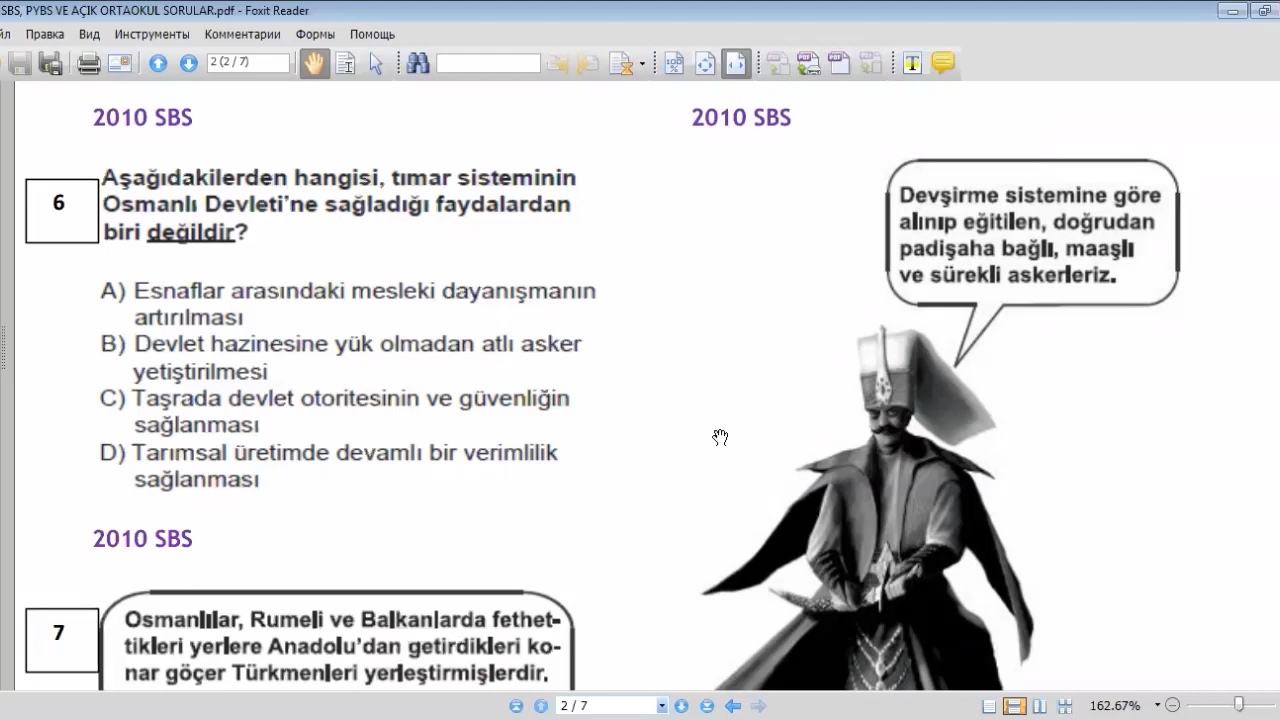 SBS, PYBS VE AÇIK ORTAOKUL SORULAR.pdf - Foxit Reader
йл Правка Вид Инструменты Комментарии Формы Помощь
2 (2 / 7)
2010 SBS
6
Aşağıdakilerden hangisi, tımar sisteminin
Osmanlı Devleti’ne sağladığı faydalardan
biri değildir?
A) Esnaflar arasındaki mesleki dayanışmanın
artırılması
B) Devlet hazinesine yük olmadan atlı asker
yetiştirilmesi
C) Taşrada devlet otoritesinin ve güvenliğin
sağlanması
D) Tarımsal üretimde devamlı bir verimlilik
sağlanması
2010 SBS
7
Osmanlılar, Rumeli ve Balkanlarda fethet-
tikleri yerlere Anadolu’dan getirdikleri ko-
nar göçer Türkmenleri yerleştirmişlerdir.
2010 SBS
Devşirme sistemine göre
alınıp eğitilen, doğrudan
padişaha bağlı, maaşlı
ve sürekli askerleriz.
2 / 7
162.67%